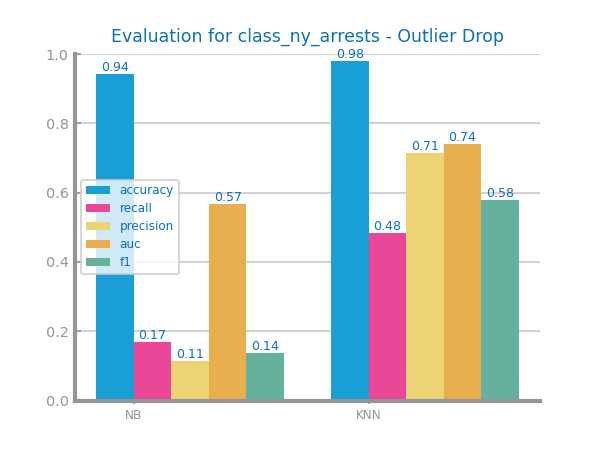 Evaluation for class_ny_arrests - Outlier Drop
1.0
0.8
0.6
0.4
0.2
0.0
0.94
0.17
0.11
0.57
0.14
0.98
0.48
0.71
0.74
0.58
accuracy
recall
precision
auc
f1
NB
KNN